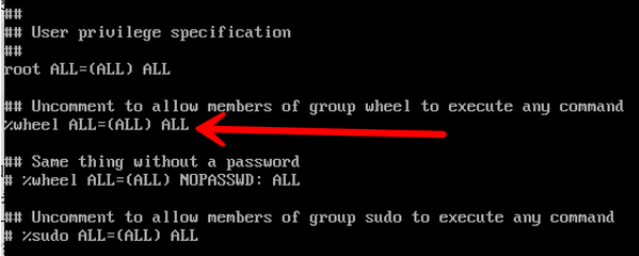 ##
## User privilege specification
##
root ALL=(ALL) ALL
## Uncomment to allow members of group wheel to execute any command
%wheel ALL=(ALL) ALL
## Same thing without a password
# %wheel ALL=(ALL) NOPASSWD: ALL
## Uncomment to allow members of group sudo to execute any command
# %sudo ALL=(ALL) ALL